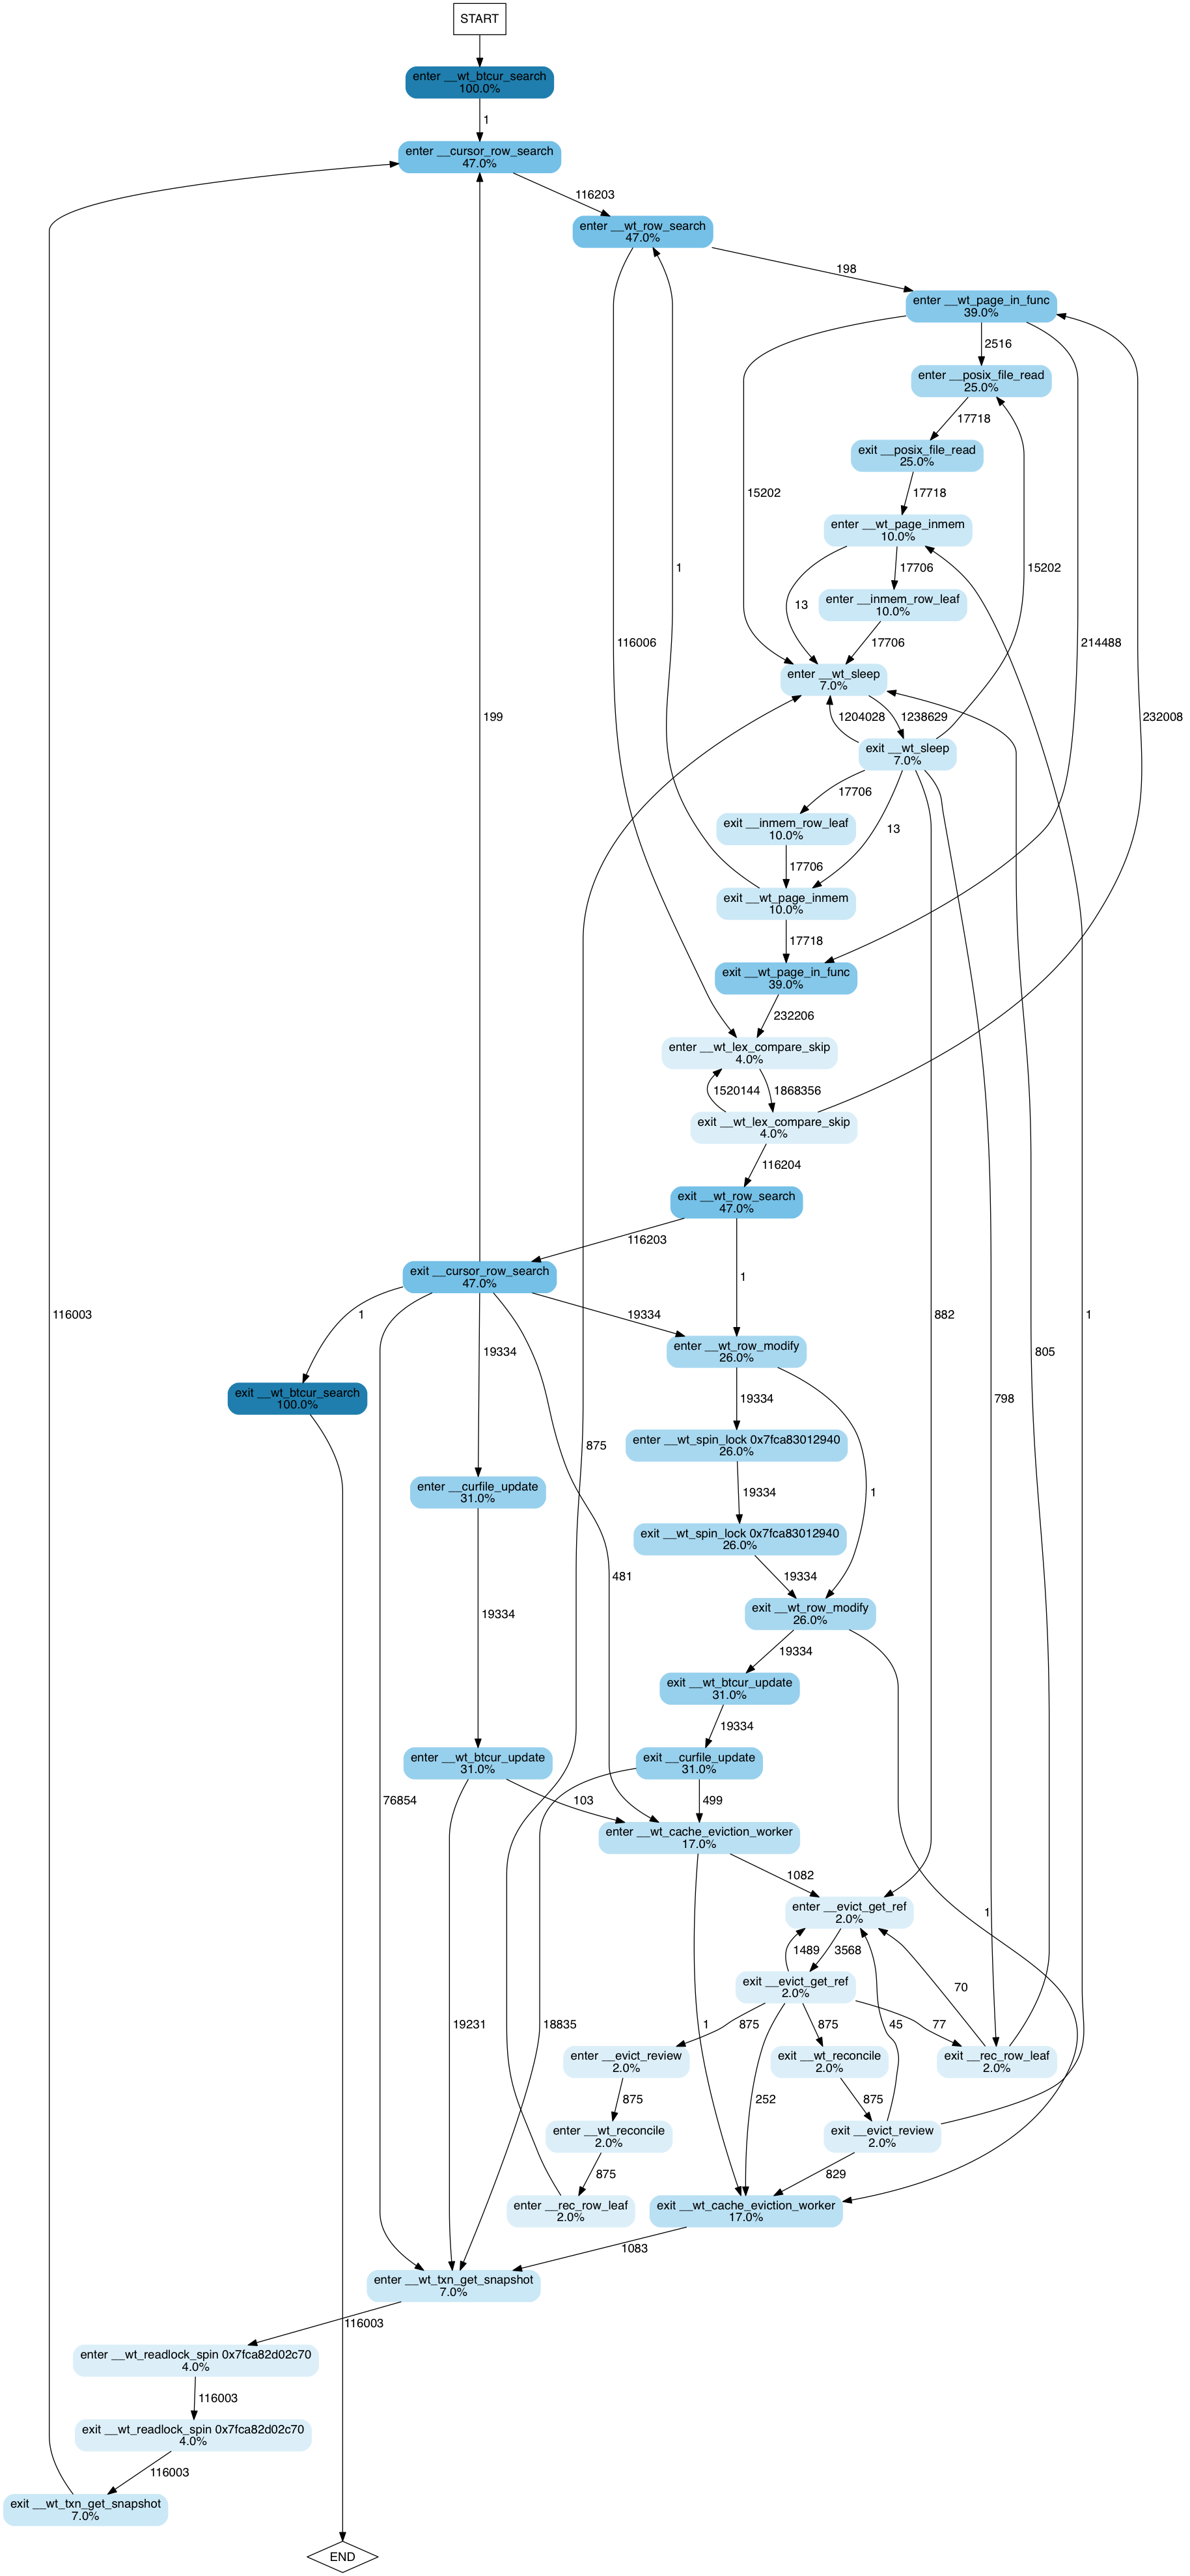 START
enter __wt_btcur_search
100.0%
1
enter __cursor_row_search
47.0%
116203
enter __wt_row_search
47.0%
198
enter __wt_page_in_func
39.0%
2516
enter __posix_file_read
25.0%
17718
exit __posix_file_read
25.0%
15202
17718
enter __wt_page_inmem
10.0%
1
17706
15202
enter __inmem_row_leaf
10.0%
13
116006
17706
214488
enter __wt_sleep
7.0%
199
1204028
1238629
232008
exit __wt_sleep
7.0%
17706
exit __inmem_row_leaf
10.0%
13
17706
exit __wt_page_inmem
10.0%
17718
exit __wt_page_in_func
39.0%
232206
enter __wt_lex_compare_skip
4.0%
1520144
1868356
exit __wt_lex_compare_skip
4.0%
116204
exit __wt_row_search
47.0%
116203
exit __cursor_row_search
47.0%
1
116003
1
19334
882
1
19334
enter __wt_row_modify
26.0%
805
exit __wt_btcur_search
100.0%
19334
798
875
enter __wt_spin_lock 0x7fca83012940
26.0%
enter __curfile_update
31.0%
19334
1
exit __wt_spin_lock 0x7fca83012940
26.0%
481
19334
19334
exit __wt_row_modify
26.0%
19334
exit __wt_btcur_update
31.0%
19334
enter __wt_btcur_update
31.0%
exit __curfile_update
31.0%
76854
103
499
enter __wt_cache_eviction_worker
17.0%
1082
enter __evict_get_ref
2.0%
1
1489
3568
exit __evict_get_ref
2.0%
70
19231
18835
1
875
875
45
77
enter __evict_review
2.0%
exit __wt_reconcile
2.0%
exit __rec_row_leaf
2.0%
875
252
875
enter __wt_reconcile
2.0%
exit __evict_review
2.0%
875
829
enter __rec_row_leaf
2.0%
exit __wt_cache_eviction_worker
17.0%
1083
enter __wt_txn_get_snapshot
7.0%
116003
enter __wt_readlock_spin 0x7fca82d02c70
4.0%
116003
exit __wt_readlock_spin 0x7fca82d02c70
4.0%
116003
exit __wt_txn_get_snapshot
7.0%
END